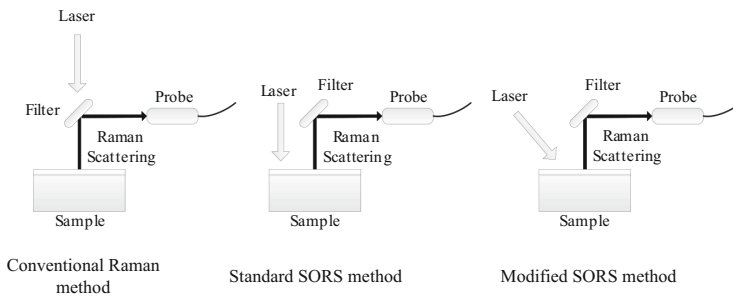 Laser
Filter
Probe
Raman
Scattering
Sample
Conventional Raman
method
Laser
Filter
Probe
Raman
Scattering
Sample
Standard SORS method
Laser
Filter
Probe
Raman
Scattering
Sample
Modified SORS method